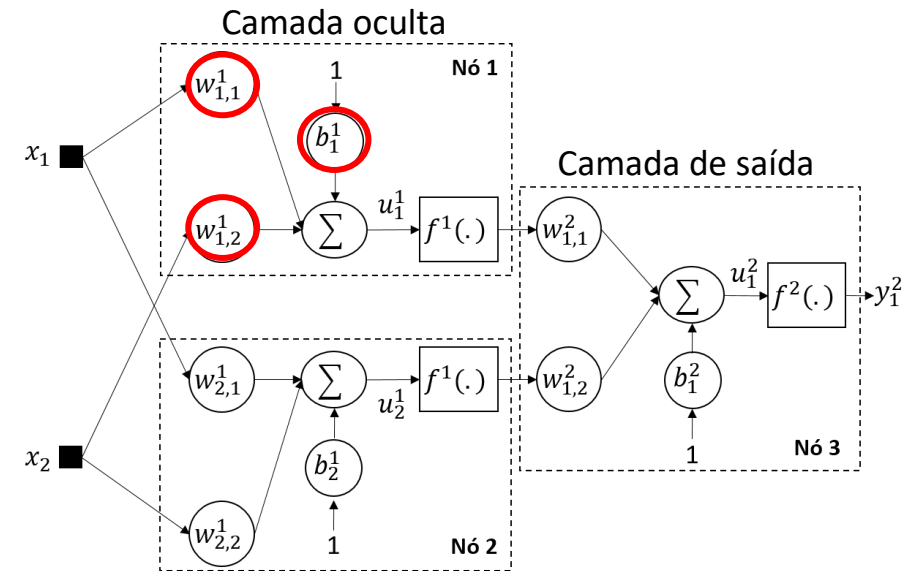 Camada oculta
Nó 1
1
w¹₁,₁
b¹₁
x₁
w¹₁,₂
∑
u¹₁
f¹(.)
Camada de saída
w²₁,₁
∑
u²₁
f²(.)
y²₁
w²₁,₂
b²₁
1
Nó 3
w¹₂,₁
∑
u¹₂
f¹(.)
x₂
b¹₂
w¹₂,₂
1
Nó 2